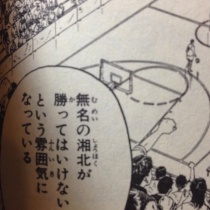 無名の湘北が
勝ってはいけない
という雰囲気に
なっている